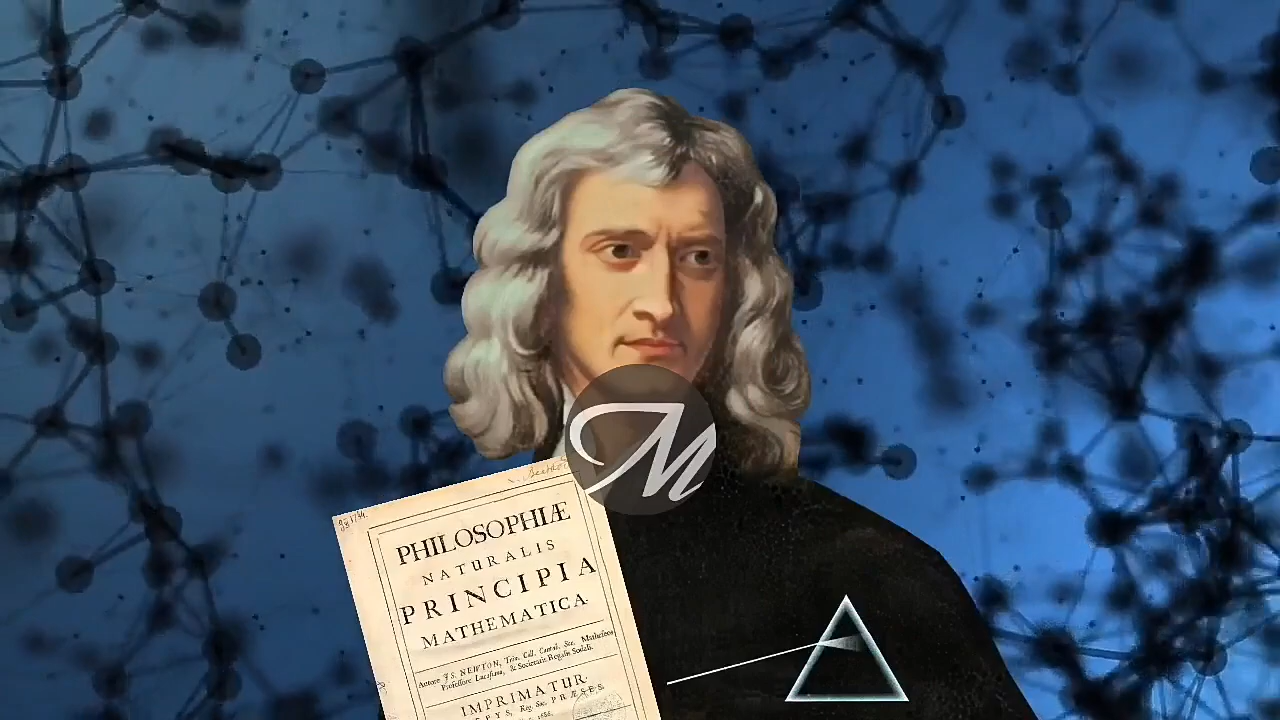 M
PHILOSOPHIÆ
NATURALIS
PRINCIPIA
MATHEMATICA
Autore JS. NEWTON, Trin. Coll. Cantab. Soc. Matheseos
Professore Lucasiano, & Societatis Regalis Sodali.
IMPRIMATUR
PEPYS, Reg. Soc. PRÆSES.